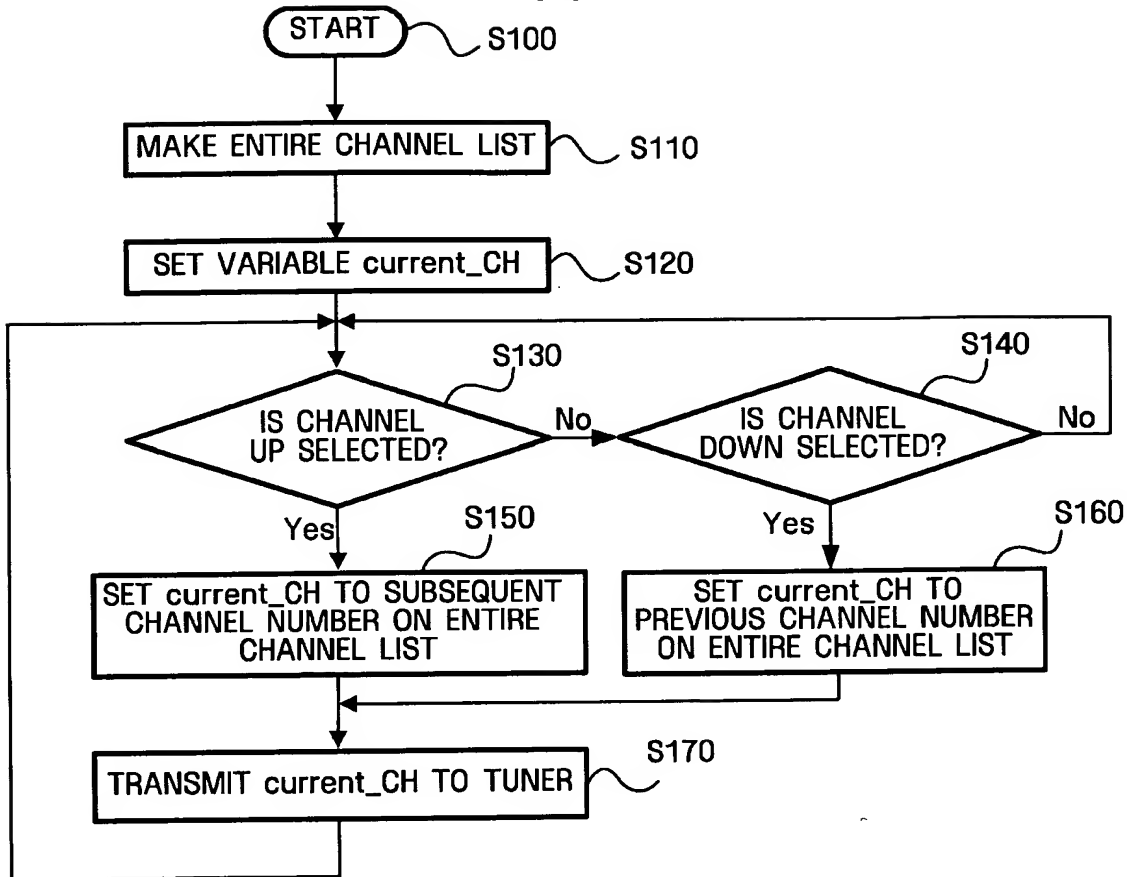 START
S100
MAKE ENTIRE CHANNEL LIST
S110
SET VARIABLE current_CH
S120
S130
S140
IS CHANNEL
UP SELECTED?
No
IS CHANNEL
DOWN SELECTED?
No
Yes
S150
Yes
S160
SET current_CH TO SUBSEQUENT
CHANNEL NUMBER ON ENTIRE
CHANNEL LIST
SET current_CH TO
PREVIOUS CHANNEL NUMBER
ON ENTIRE CHANNEL LIST
TRANSMIT current_CH TO TUNER
S170